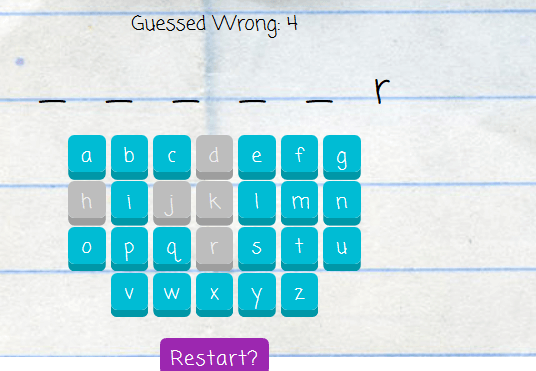 Guessed Wrong: 4
_ _ _ _ _ r
a b c d e f g
h i j k l m n
o p q r s t u
v w x y z
Restart?